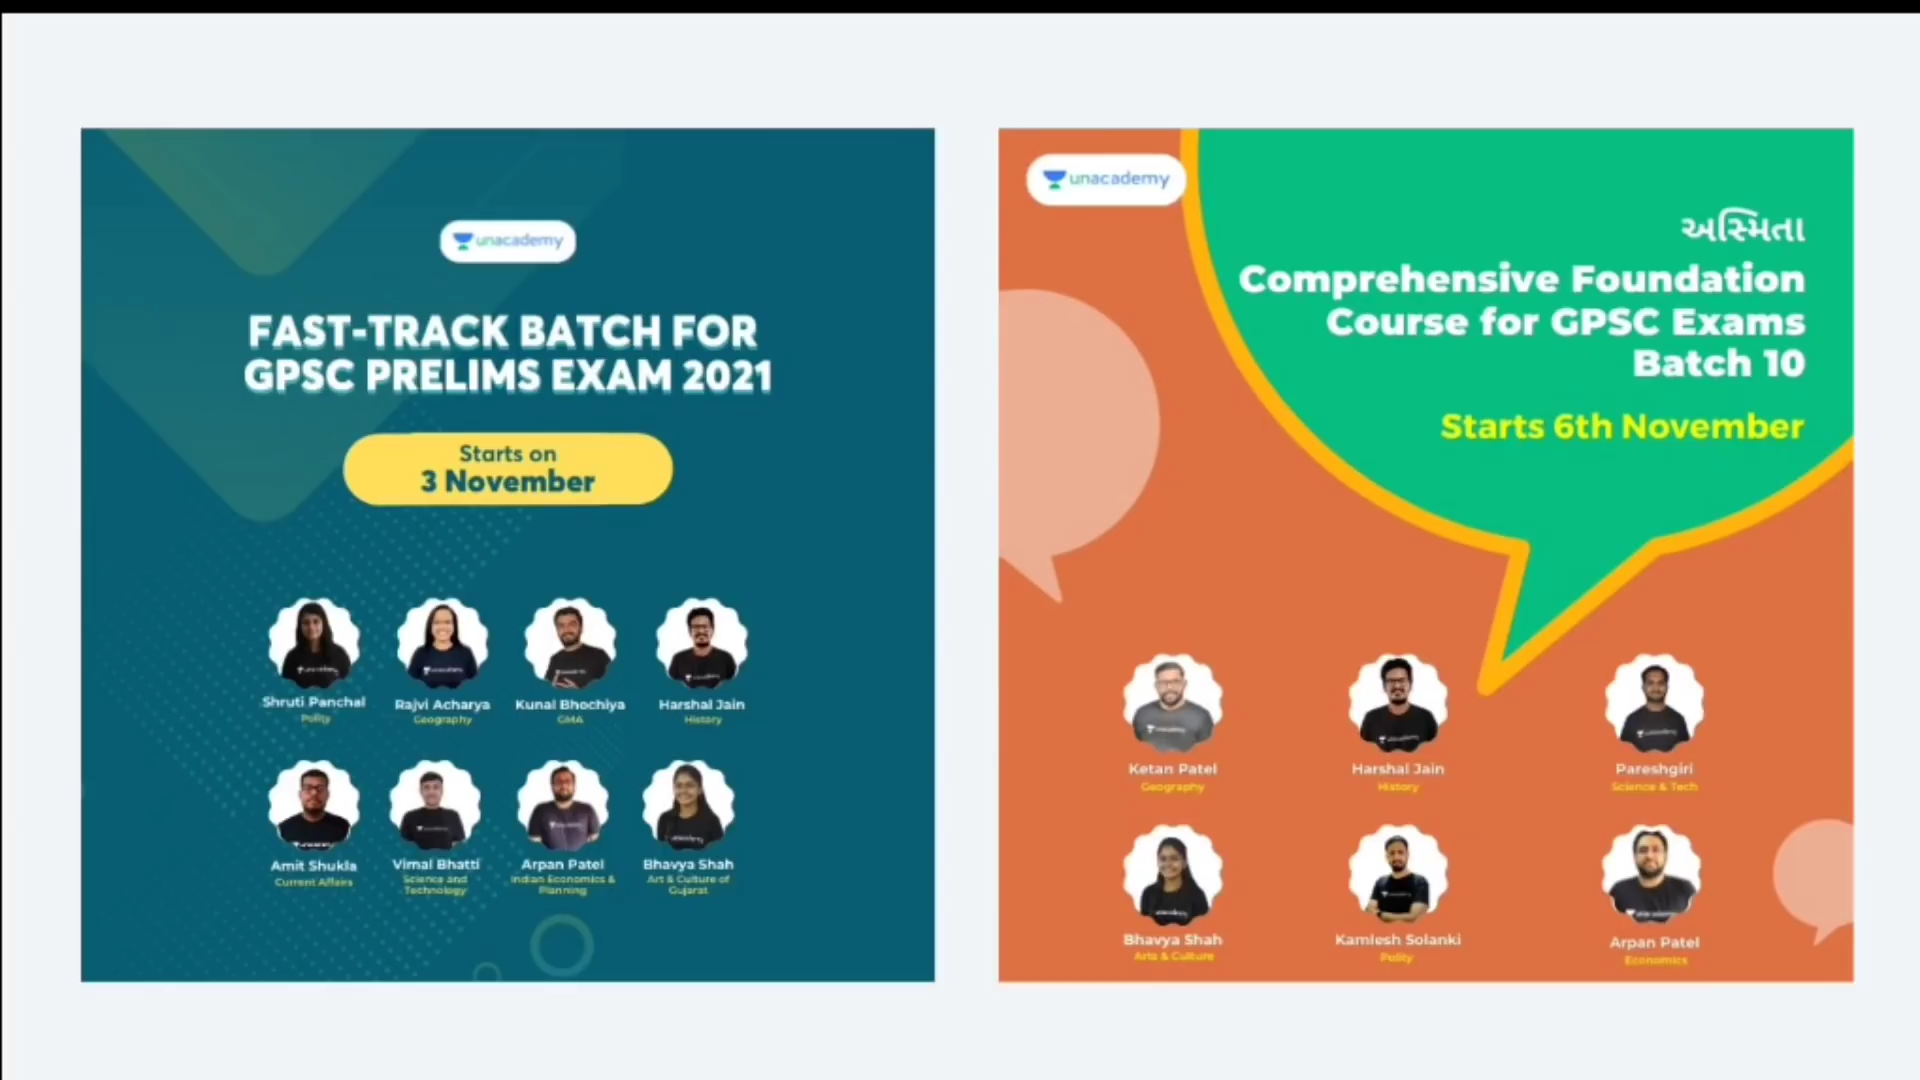 unacademy
FAST-TRACK BATCH FOR
GPSC PRELIMS EXAM 2021
Starts on
3 November
Shruti Panchal
Polity
Rajvi Acharya
Geography
Kunal Bhochiya
GMA
Harshal Jain
History
Amit Shukla
Current Affairs
Vimal Bhatti
Science and
Technology
Arpan Patel
Indian Economics &
Planning
Bhavya Shah
Art & Culture of
Gujarat
unacademy
અસ્મિતા
Comprehensive Foundation
Course for GPSC Exams
Batch 10
Starts 6th November
Ketan Patel
Geography
Harshal Jain
History
Pareshgiri
Science & Tech
Bhavya Shah
Arts & Culture
Kamlesh Solanki
Polity
Arpan Patel
Economics